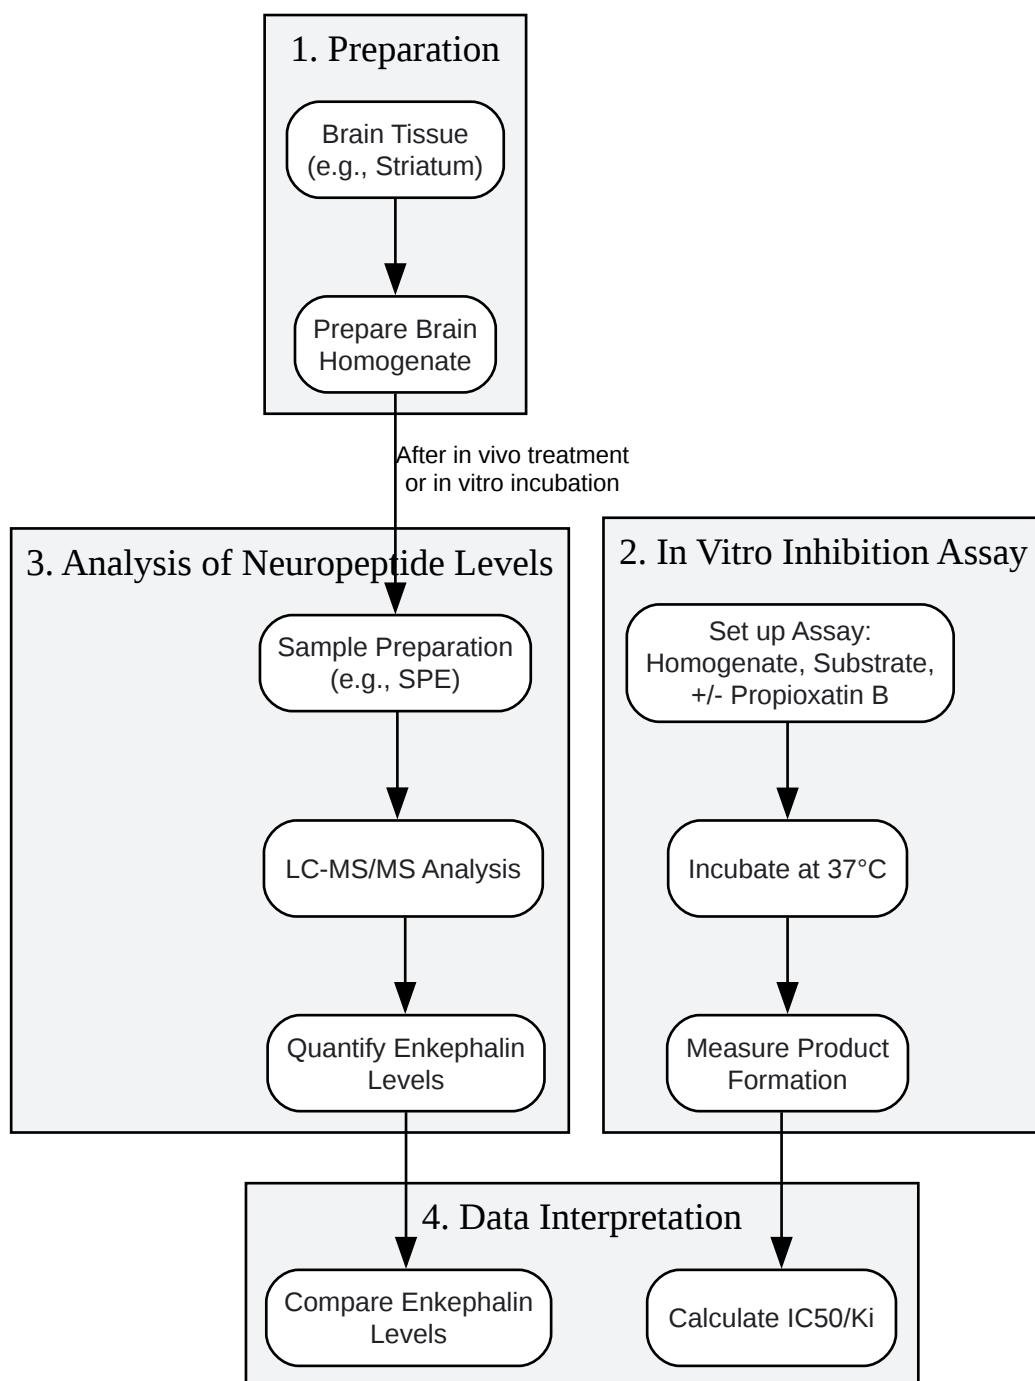 1. Preparation
Brain Tissue
(e.g., Striatum)
Prepare Brain
Homogenate
After in vivo treatment
or in vitro incubation
3. Analysis of Neuropeptide Levels
Sample Preparation
(e.g., SPE)
LC-MS/MS Analysis
Quantify Enkephalin
Levels
2. In Vitro Inhibition Assay
Set up Assay:
Homogenate, Substrate,
+/- Propioxatin B
Incubate at 37°C
Measure Product
Formation
4. Data Interpretation
Compare Enkephalin
Levels
Calculate IC50/Ki